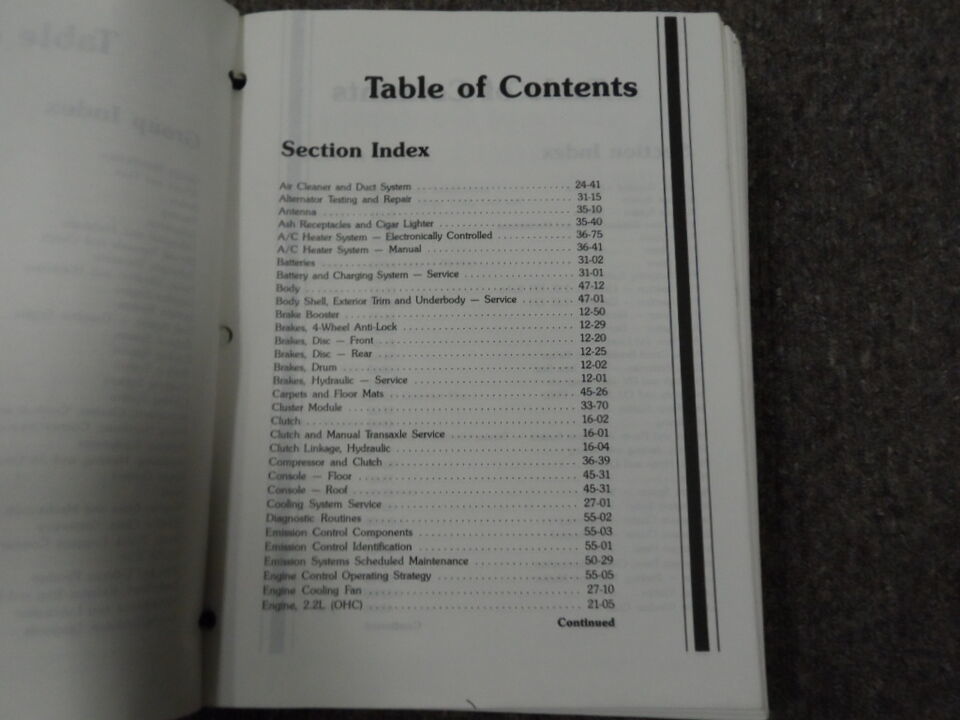 Table of Contents
Section Index
Air Cleaner and Duct System . . . . . . . . . . . . . . . . . . . . 24-41
Alternator Testing and Repair . . . . . . . . . . . . . . . . . . . . 31-15
Antenna . . . . . . . . . . . . . . . . . . . . 35-10
Ash Receptacles and Cigar Lighter . . . . . . . . . . . . . . . . . . . . 35-40
A/C Heater System — Electronically Controlled . . . . . . . . . . . 36-75
A/C Heater System — Manual . . . . . . . . . . . . . . . . . . . . 36-41
Batteries . . . . . . . . . . . . . . . . . . . . 31-02
Battery and Charging System — Service . . . . . . . . . . . . . . . . 31-01
Body . . . . . . . . . . . . . . . . . . . . 47-12
Body Shell, Exterior Trim and Underbody — Service . . . . . . . . . 47-01
Brake Booster . . . . . . . . . . . . . . . . . . . . 12-50
Brakes, 4-Wheel Anti-Lock . . . . . . . . . . . . . . . . . . . . 12-29
Brakes, Disc — Front . . . . . . . . . . . . . . . . . . . . 12-20
Brakes, Disc — Rear . . . . . . . . . . . . . . . . . . . . 12-25
Brakes, Drum . . . . . . . . . . . . . . . . . . . . 12-02
Brakes, Hydraulic — Service . . . . . . . . . . . . . . . . . . . . 12-01
Carpets and Floor Mats . . . . . . . . . . . . . . . . . . . . 45-26
Cluster Module . . . . . . . . . . . . . . . . . . . . 33-70
Clutch . . . . . . . . . . . . . . . . . . . . 16-02
Clutch and Manual Transaxle Service . . . . . . . . . . . . . . . . . . 16-01
Clutch Linkage, Hydraulic . . . . . . . . . . . . . . . . . . . . 16-04
Compressor and Clutch . . . . . . . . . . . . . . . . . . . . 36-39
Console — Floor . . . . . . . . . . . . . . . . . . . . 45-31
Console — Roof . . . . . . . . . . . . . . . . . . . . 45-31
Cooling System Service . . . . . . . . . . . . . . . . . . . . 27-01
Diagnostic Routines . . . . . . . . . . . . . . . . . . . . 55-02
Emission Control Components . . . . . . . . . . . . . . . . . . . . 55-03
Emission Control Identification . . . . . . . . . . . . . . . . . . . . 55-01
Emission Systems Scheduled Maintenance . . . . . . . . . . . . . . . 50-29
Engine Control Operating Strategy . . . . . . . . . . . . . . . . . . . . 55-05
Engine Cooling Fan . . . . . . . . . . . . . . . . . . . . 27-10
Engine, 2.2L (OHC) . . . . . . . . . . . . . . . . . . . . 21-05
Continued